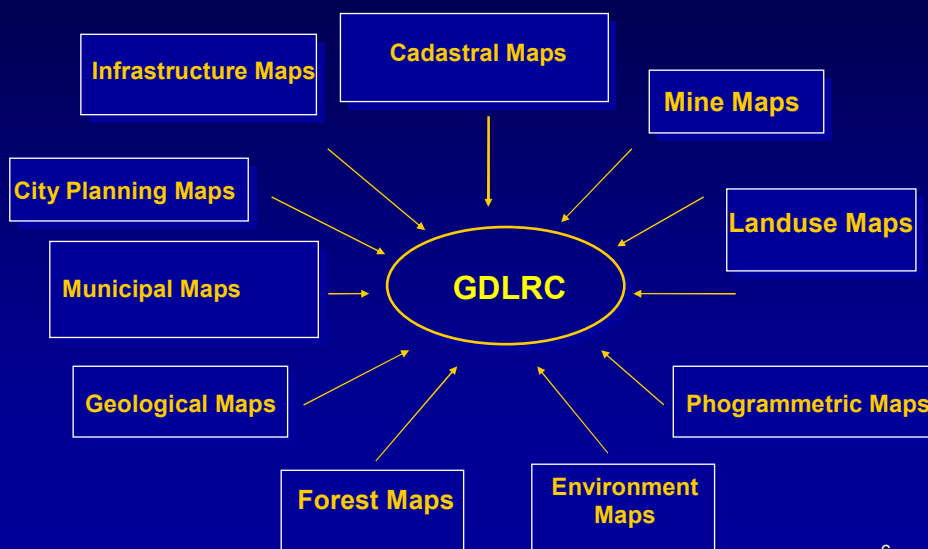 Cadastral Maps
Infrastructure Maps
Mine Maps
City Planning Maps
Landuse Maps
GDLRC
Municipal Maps
Geological Maps
Phogrammetric Maps
Forest Maps
Environment
Maps